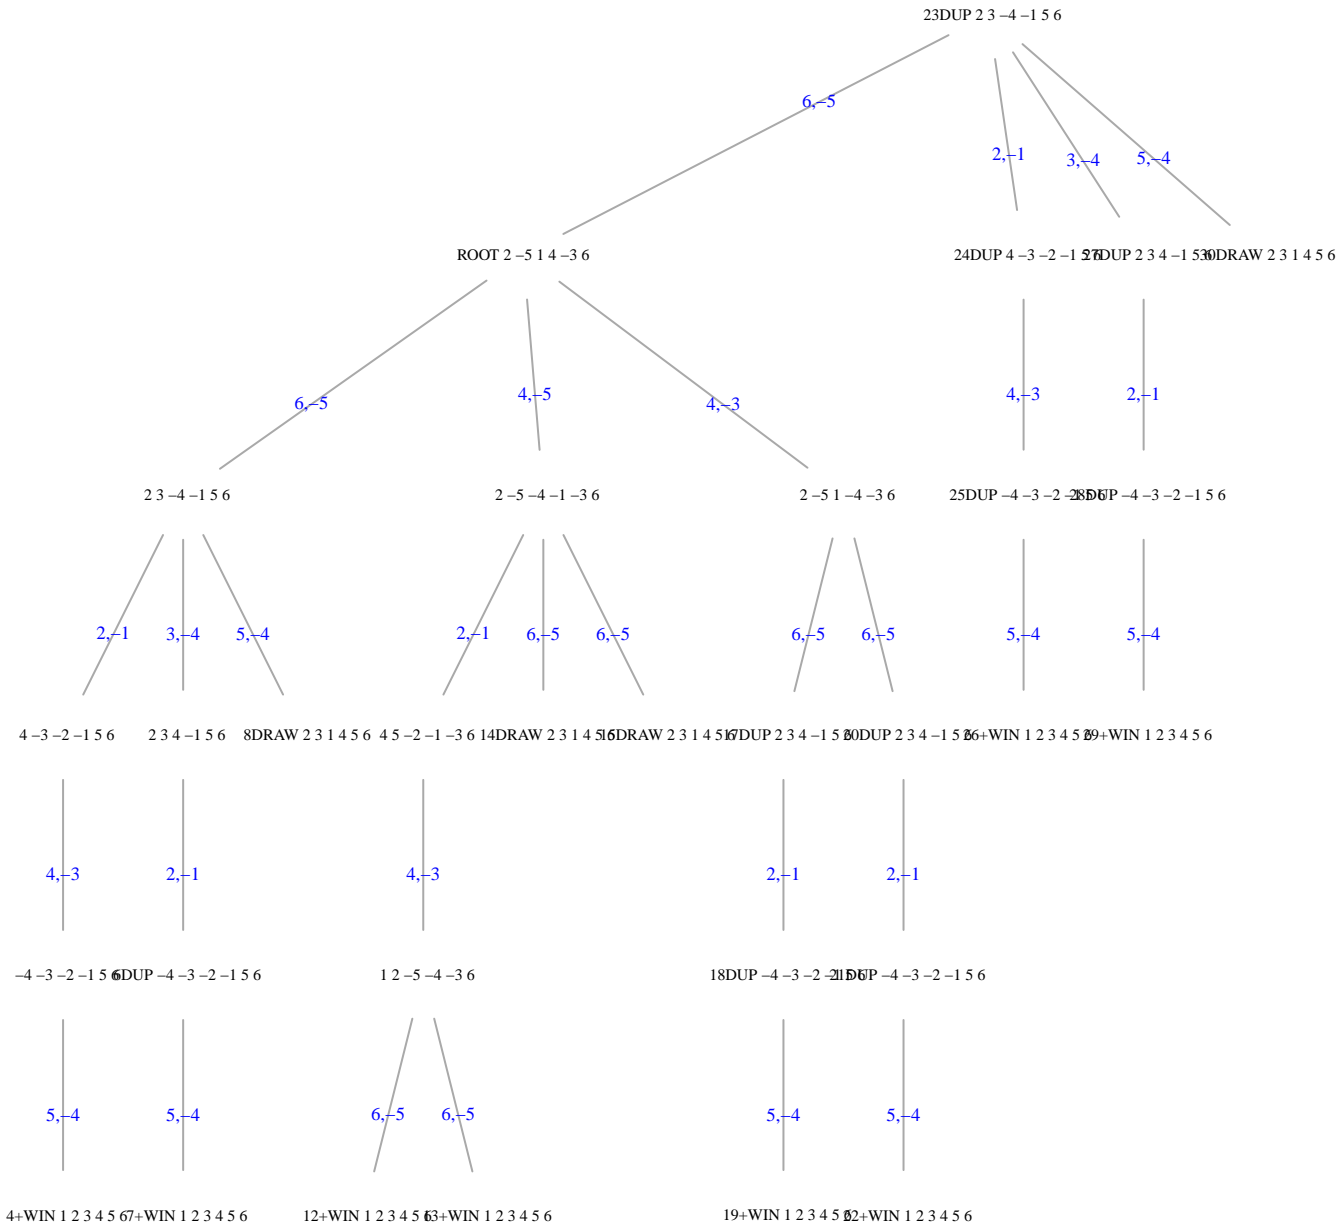 23DUP 2 3 –4 –1 5 6
6,–5
2,–1
3,–4
5,–4
ROOT 2 –5 1 4 –3 6
24DUP 4 –3 –2 –1 5 6
27DUP 2 3 4 –1 5 6
30DRAW 2 3 1 4 5 6
6,–5
4,–5
4,–3
4,–3
2,–1
2 3 –4 –1 5 6
2 –5 –4 –1 –3 6
2 –5 1 –4 –3 6
25DUP –4 –3 –2 –1 5 6
28DUP –4 –3 –2 –1 5 6
2,–1
3,–4
5,–4
2,–1
6,–5
6,–5
6,–5
6,–5
5,–4
5,–4
4 –3 –2 –1 5 6
2 3 4 –1 5 6
8DRAW 2 3 1 4 5 6
4 5 –2 –1 –3 6
14DRAW 2 3 1 4 5 6
15DRAW 2 3 1 4 5 6
17DUP 2 3 4 –1 5 6
20DUP 2 3 4 –1 5 6
26+WIN 1 2 3 4 5 6
29+WIN 1 2 3 4 5 6
4,–3
2,–1
4,–3
2,–1
2,–1
–4 –3 –2 –1 5 6
6DUP –4 –3 –2 –1 5 6
1 2 –5 –4 –3 6
18DUP –4 –3 –2 –1 5 6
21DUP –4 –3 –2 –1 5 6
5,–4
5,–4
6,–5
6,–5
5,–4
5,–4
4+WIN 1 2 3 4 5 6
7+WIN 1 2 3 4 5 6
12+WIN 1 2 3 4 5 6
13+WIN 1 2 3 4 5 6
19+WIN 1 2 3 4 5 6
22+WIN 1 2 3 4 5 6